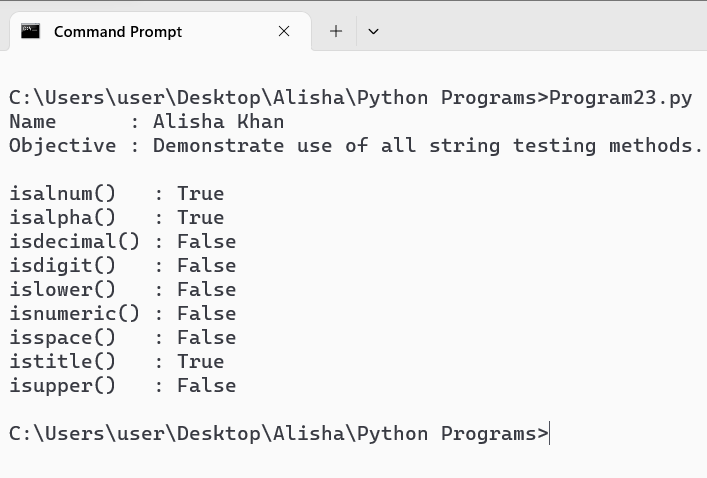 Command Prompt
C:\Users\user\Desktop\Alisha\Python Programs>Program23.py
Name      : Alisha Khan
Objective : Demonstrate use of all string testing methods.
isalnum()   : True
isalpha()   : True
isdecimal() : False
isdigit()   : False
islower()   : False
isnumeric() : False
isspace()   : False
istitle()   : True
isupper()   : False
C:\Users\user\Desktop\Alisha\Python Programs>